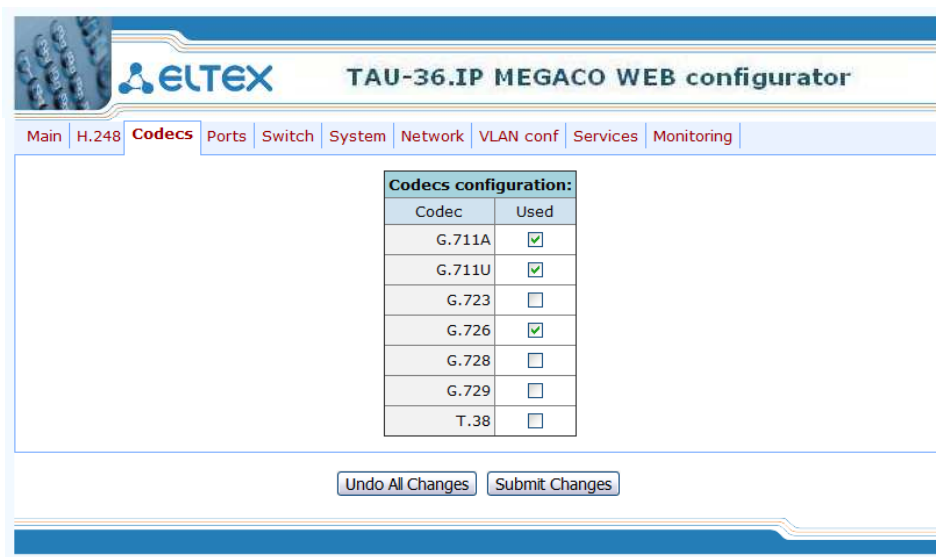 ELTEX TAU-36.IP MEGACO WEB configurator
Main H.248 Codecs Ports Switch System Network VLAN conf Services Monitoring
Codecs configuration:
Codec Used
G.711A
G.711U
G.723
G.726
G.728
G.729
T.38
Undo All Changes Submit Changes